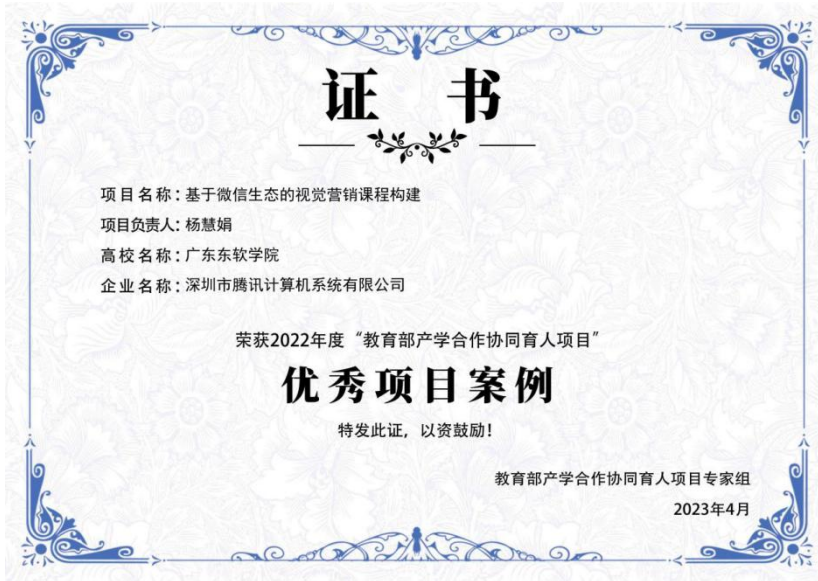 证 书
项目名称：基于微信生态的视觉营销课程构建
项目负责人：杨慧娟
高校名称：广东东软学院
企业名称：深圳市腾讯计算机系统有限公司
荣获2022年度“教育部产学合作协同育人项目”
优秀项目案例
特发此证，以资鼓励！
教育部产学合作协同育人项目专家组
2023年4月